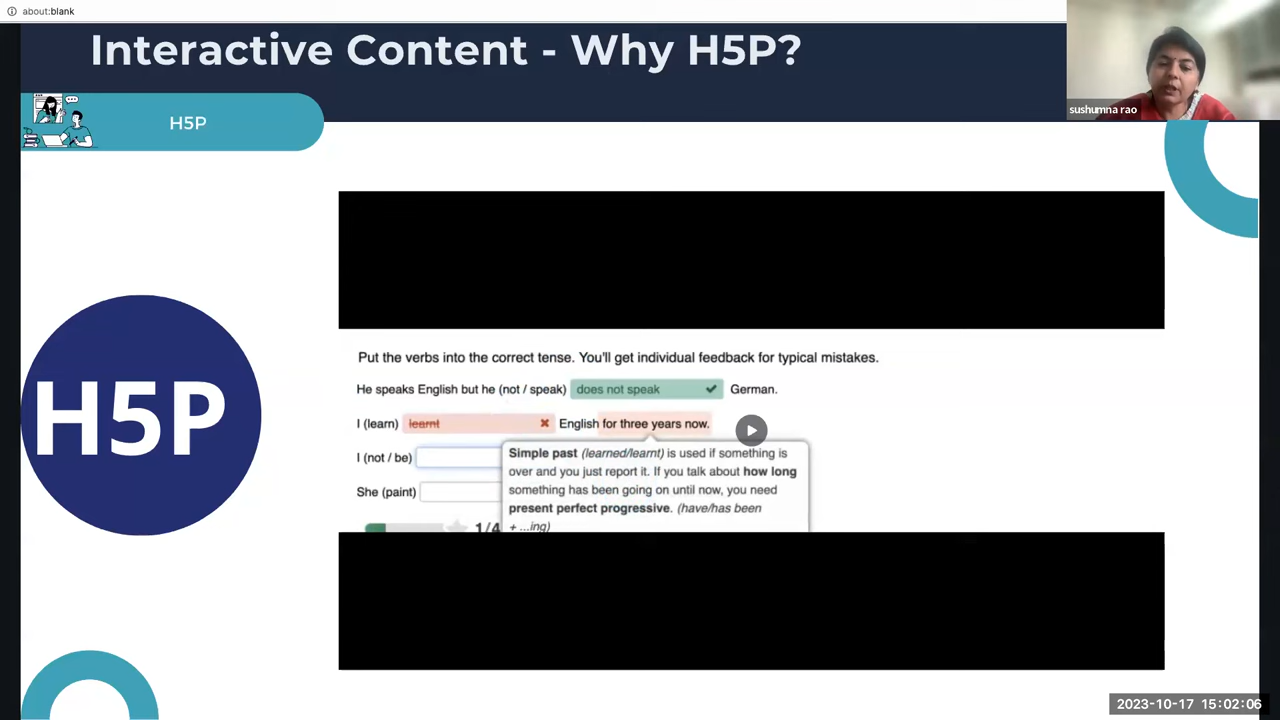 about:blank
Interactive Content - Why H5P?
sushumna rao
H5P
H5P
Put the verbs into the correct tense. You'll get individual feedback for typical mistakes.
He speaks English but he (not / speak) does not speak German.
I (learn) learnt English for three years now.
I (not / be)
Simple past (learned/learnt) is used if something is
over and you just report it. If you talk about how long
something has been going on until now, you need
present perfect progressive. (have/has been
+ ...ing)
She (paint)
1/4
2023-10-17 15:02:06